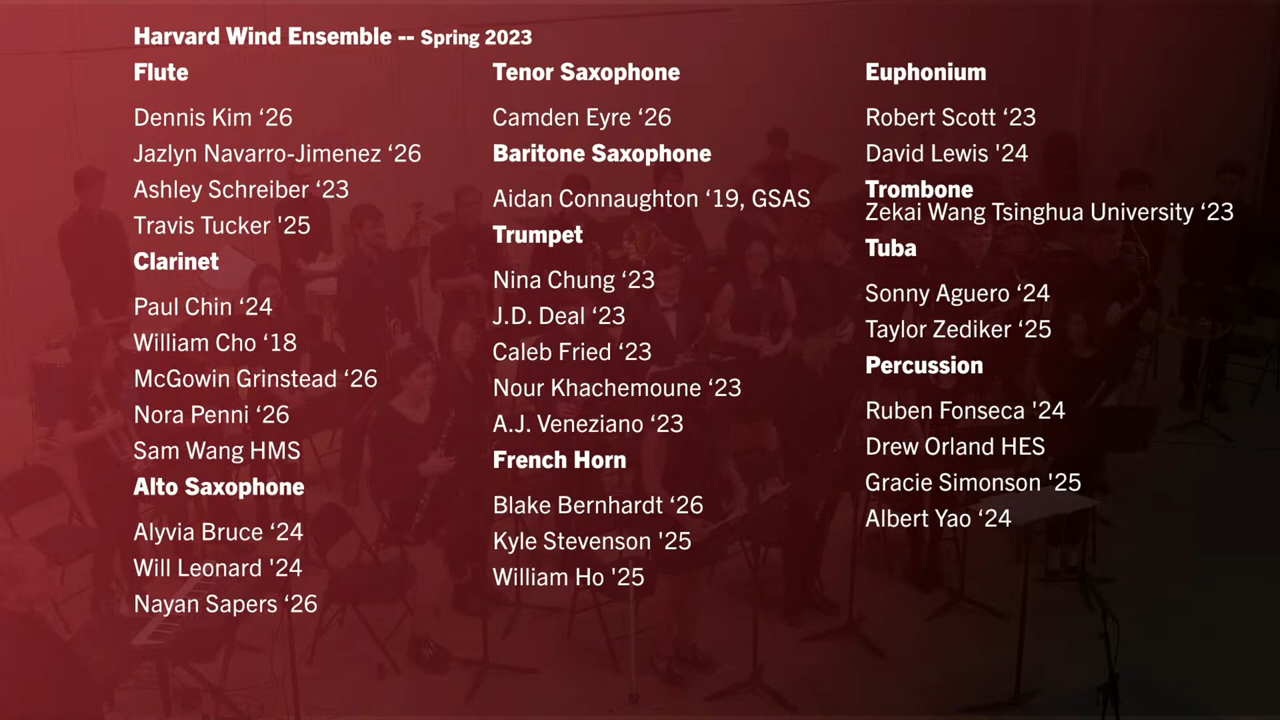 Harvard Wind Ensemble -- Spring 2023
Flute
Dennis Kim ‘26
Jazlyn Navarro-Jimenez ‘26
Ashley Schreiber ‘23
Travis Tucker '25
Clarinet
Paul Chin ‘24
William Cho ‘18
McGowin Grinstead ‘26
Nora Penni ‘26
Sam Wang HMS
Alto Saxophone
Alyvia Bruce ‘24
Will Leonard '24
Nayan Sapers ‘26
Tenor Saxophone
Camden Eyre ‘26
Baritone Saxophone
Aidan Connaughton ‘19, GSAS
Trumpet
Nina Chung ‘23
J.D. Deal ‘23
Caleb Fried ‘23
Nour Khachemoune ‘23
A.J. Veneziano ‘23
French Horn
Blake Bernhardt ‘26
Kyle Stevenson '25
William Ho '25
Euphonium
Robert Scott ‘23
David Lewis '24
Trombone
Zekai Wang Tsinghua University ‘23
Tuba
Sonny Aguero ‘24
Taylor Zediker ‘25
Percussion
Ruben Fonseca '24
Drew Orland HES
Gracie Simonson '25
Albert Yao ‘24